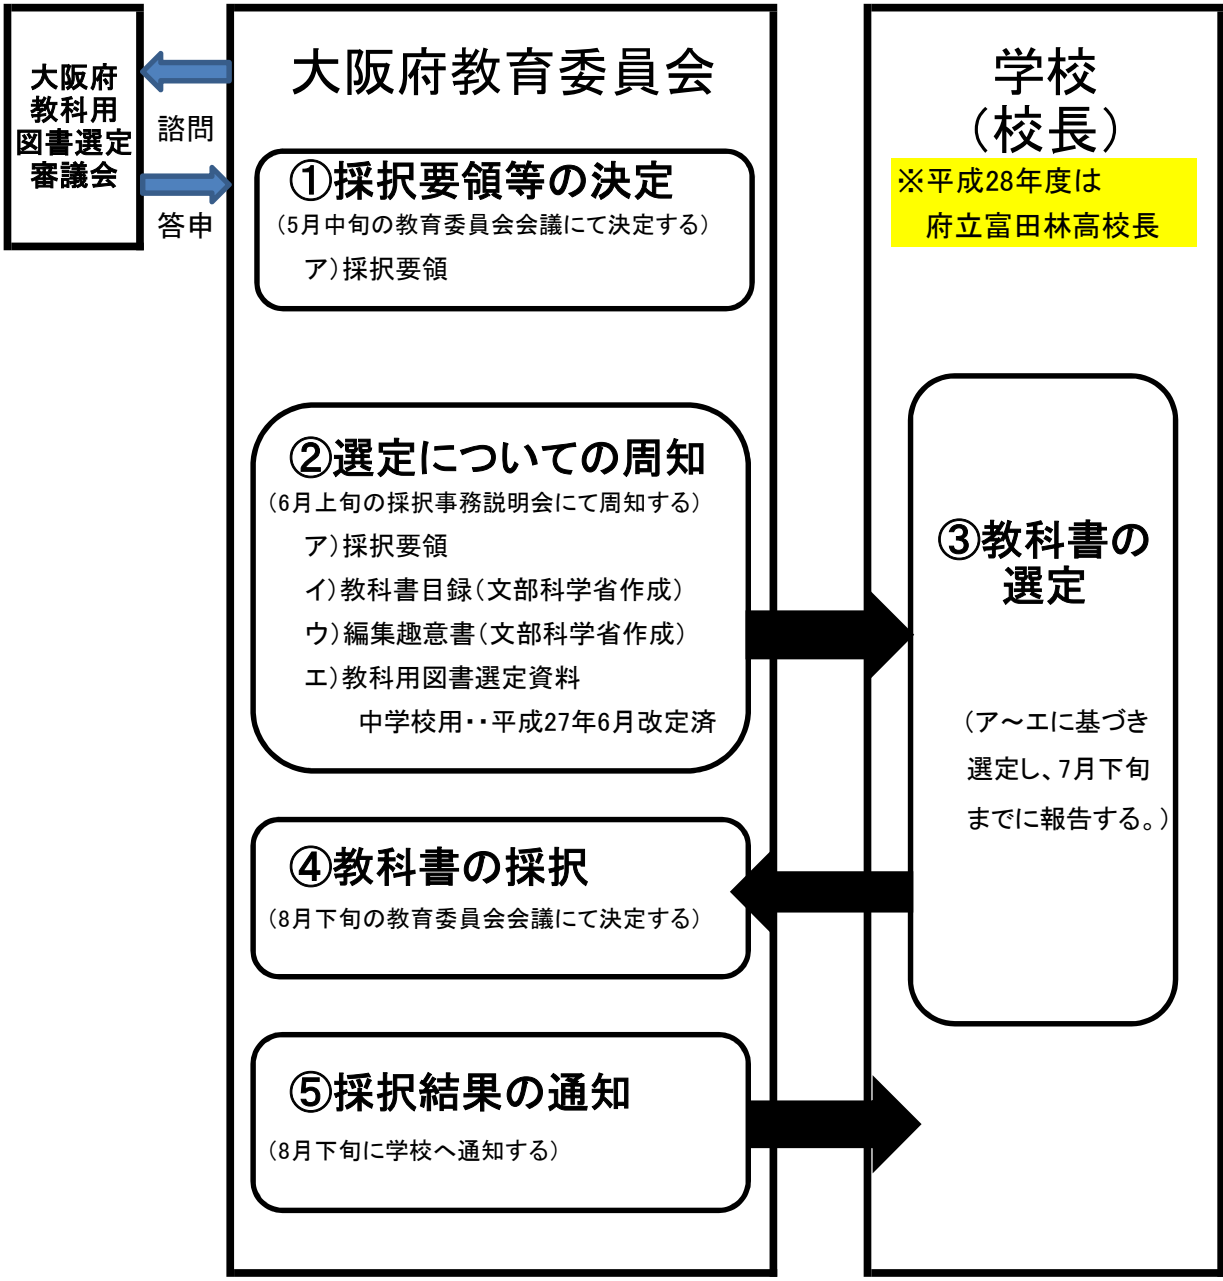 大阪府
教科用
図書選定
審議会
諮問
答申
大阪府教育委員会
①採択要領等の決定
(5月中旬の教育委員会会議にて決定する)
ア)採択要領
②選定についての周知
(6月上旬の採択事務説明会にて周知する)
ア)採択要領
イ)教科書目録(文部科学省作成)
ウ)編集趣意書(文部科学省作成)
エ)教科用図書選定資料
中学校用・・平成27年6月改定済
④教科書の採択
(8月下旬の教育委員会会議にて決定する)
⑤採択結果の通知
(8月下旬に学校へ通知する)
学校
(校長)
※平成28年度は
府立富田林高校長
③教科書の
選定
(ア～エに基づき
選定し、7月下旬
までに報告する。)